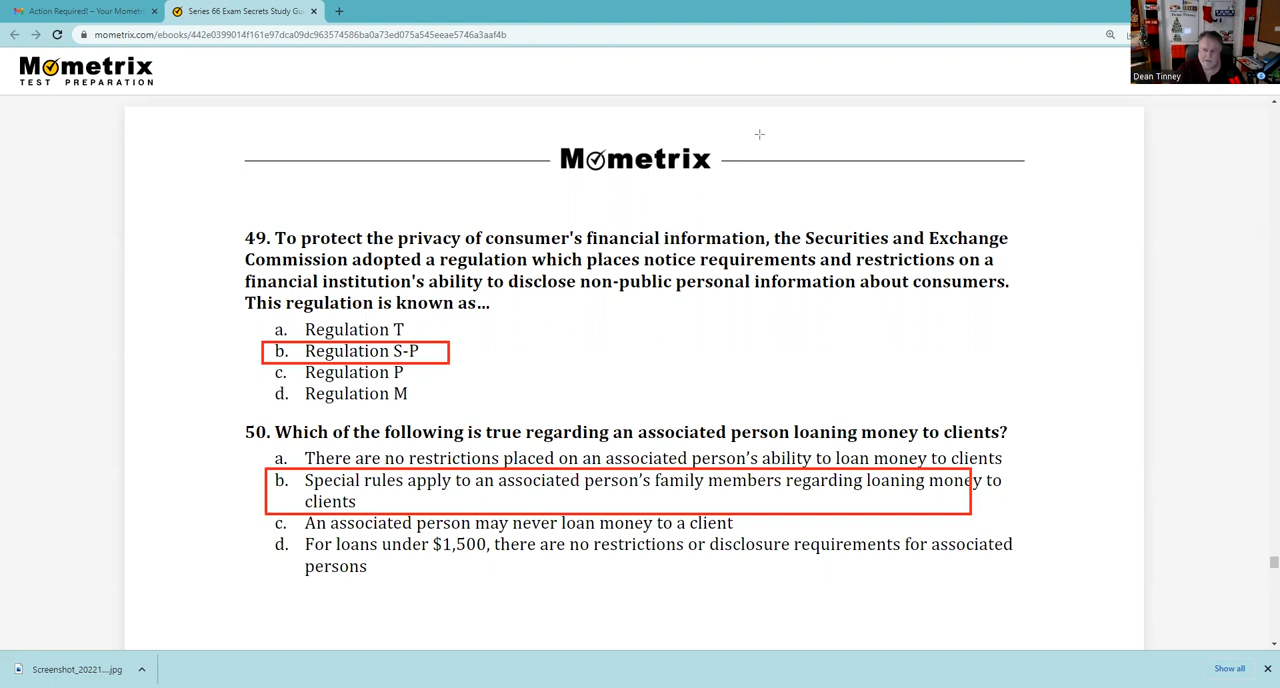 Action Required! – Your Mometri
Series 66 Exam Secrets Study Gui
mometrix.com/ebooks/442e0399014f161e97dca09dc963574586ba0a73ed075a545eeae5746a3aaf4b
Mometrix
TEST PREPARATION
Dean Tinney
Mometrix
49. To protect the privacy of consumer's financial information, the Securities and Exchange
Commission adopted a regulation which places notice requirements and restrictions on a
financial institution's ability to disclose non-public personal information about consumers.
This regulation is known as…
a. Regulation T
b. Regulation S-P
c. Regulation P
d. Regulation M
50. Which of the following is true regarding an associated person loaning money to clients?
a. There are no restrictions placed on an associated person's ability to loan money to clients
b. Special rules apply to an associated person's family members regarding loaning money to
clients
c. An associated person may never loan money to a client
d. For loans under $1,500, there are no restrictions or disclosure requirements for associated
persons
Screenshot_20221....jpg
Show all